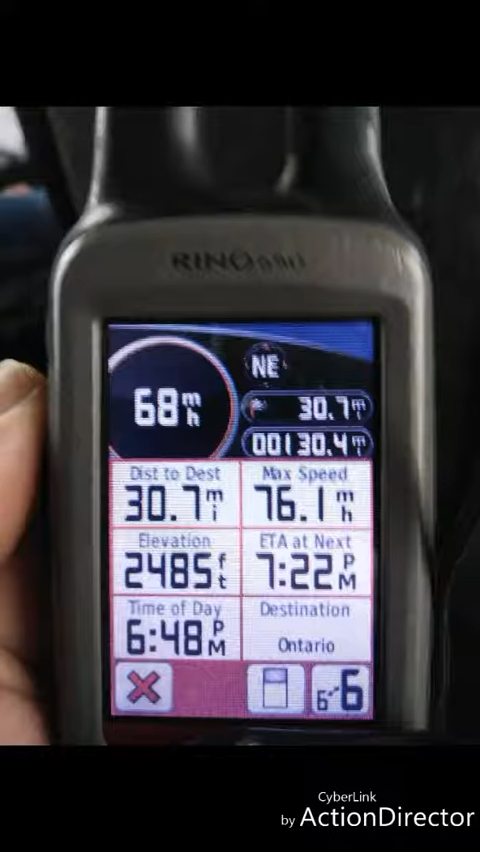 RINO
NE
68 mh
30.7 mi
00130.4 mi
Dist to Dest
Max Speed
30.7 mi
76.1 mh
Elevation
ETA at Next
2485 ft
7:22 PM
Time of Day
Destination
6:48 PM
Ontario
6-6
CyberLink
by ActionDirector